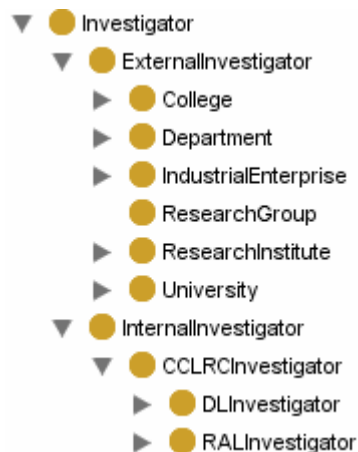 Investigator
ExternalInvestigator
College
Department
IndustrialEnterprise
ResearchGroup
ResearchInstitute
University
InternalInvestigator
CCLRCInvestigator
DLInvestigator
RALInvestigator